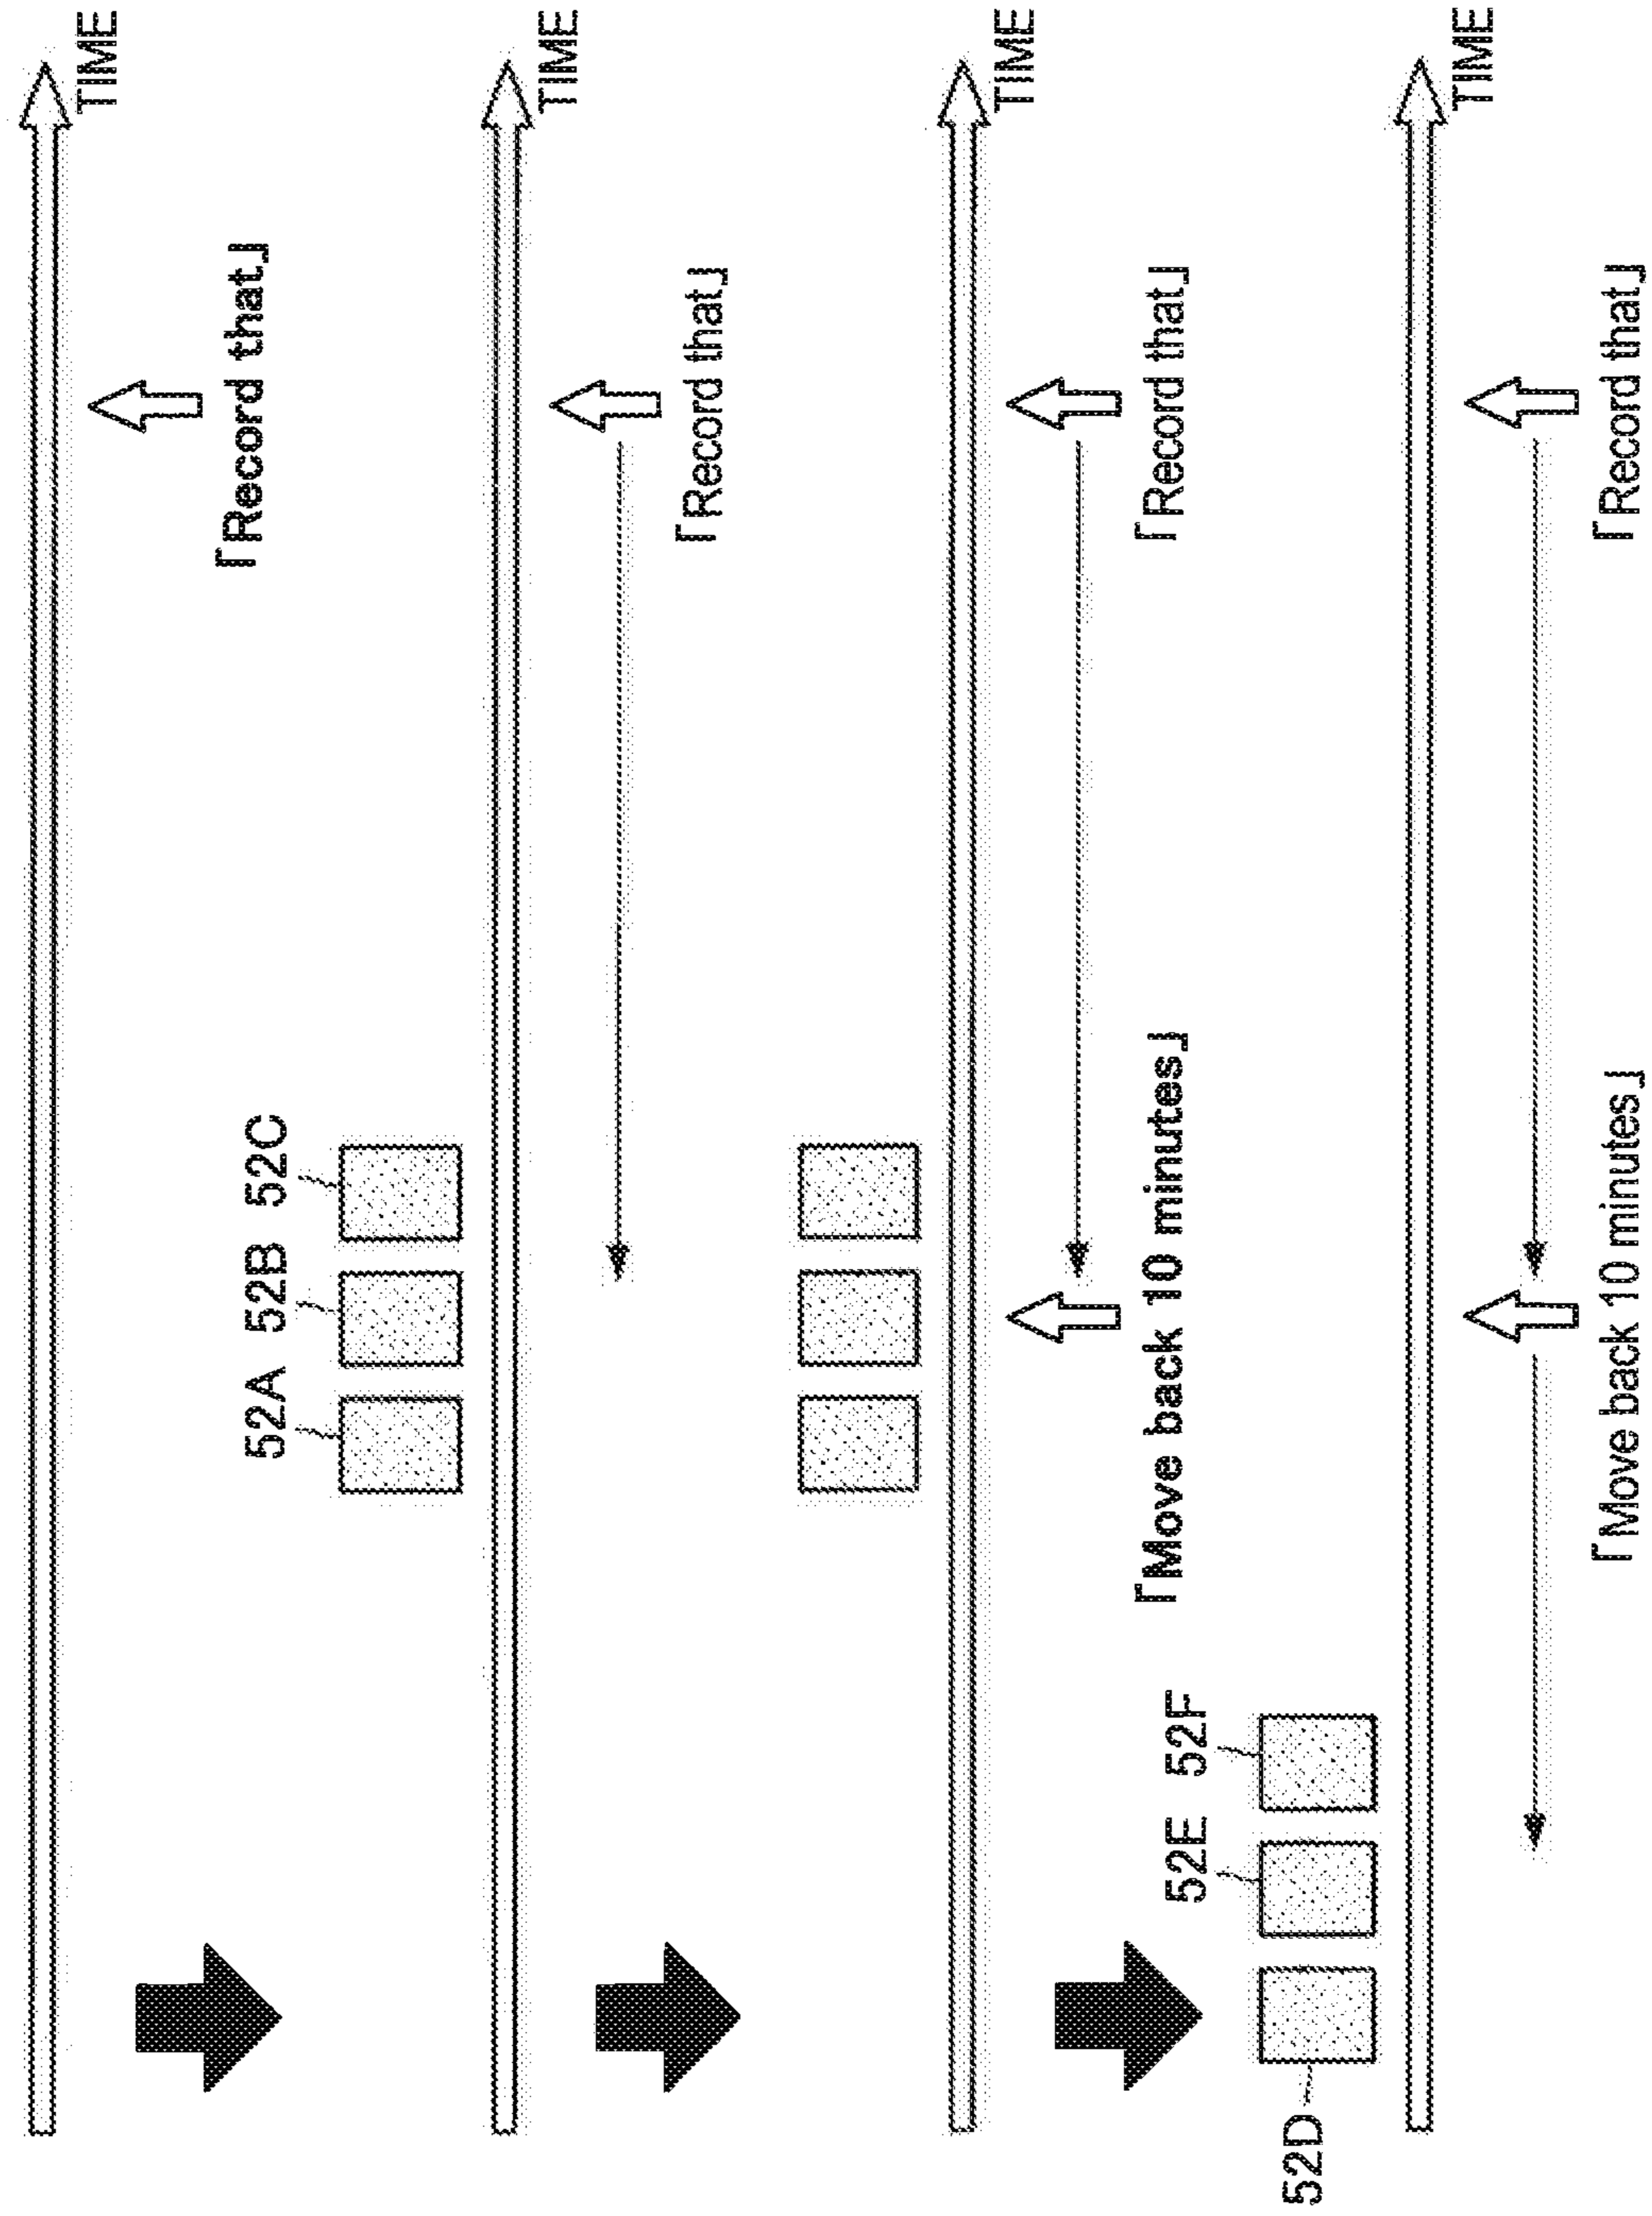 TIME
「Record that」
52A 52B 52C
TIME
「Record that」
TIME
「Move back 10 minutes」 「Record that」
52E 52F
52D
TIME
「Move back 10 minutes」 「Record that」